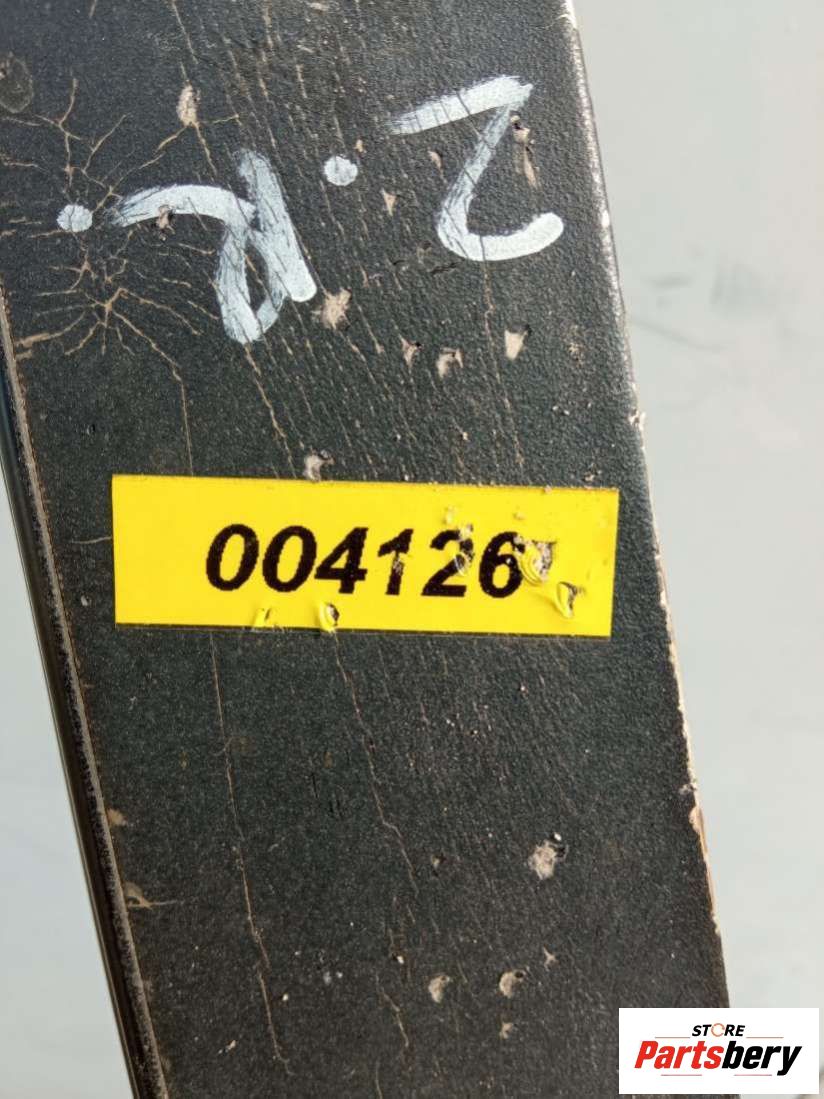 2.R.
004126
STORE
Partsbery